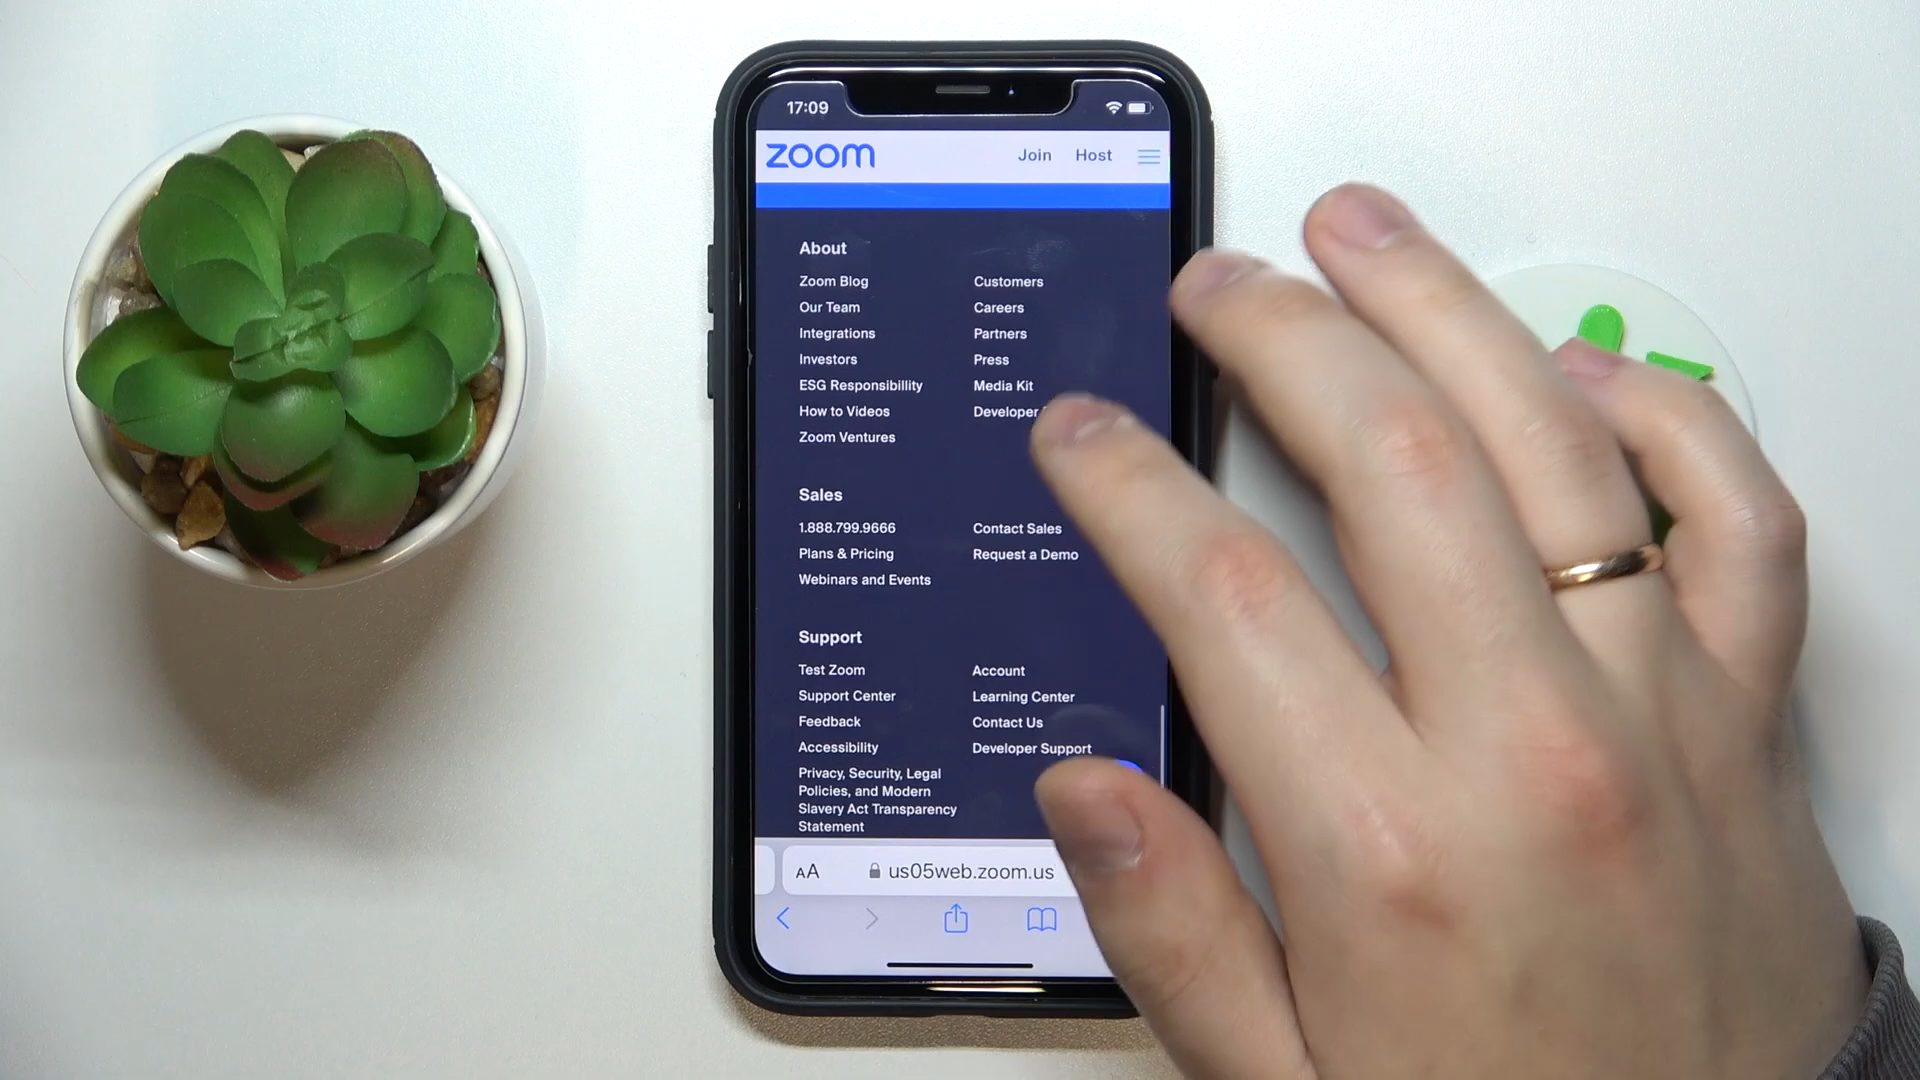 17:09
zoom
Join Host
About
Zoom Blog Customers
Our Team Careers
Integrations Partners
Investors Press
ESG Responsibillity Media Kit
How to Videos Developer
Zoom Ventures
Sales
1.888.799.9666 Contact Sales
Plans & Pricing Request a Demo
Webinars and Events
Support
Test Zoom Account
Support Center Learning Center
Feedback Contact Us
Accessibility Developer Support
Privacy, Security, Legal
Policies, and Modern
Slavery Act Transparency
Statement
AA us05web.zoom.us